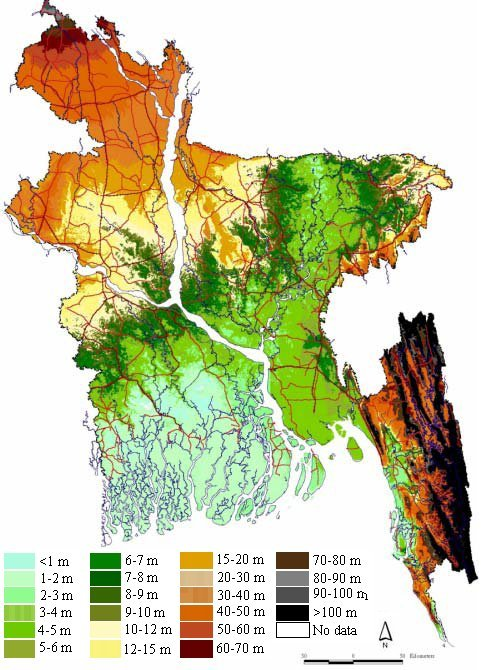 <1 m
1-2 m
2-3 m
3-4 m
4-5 m
5-6 m
6-7 m
7-8 m
8-9 m
9-10 m
10-12 m
12-15 m
15-20 m
20-30 m
30-40 m
40-50 m
50-60 m
60-70 m
70-80 m
80-90 m
90-100 m
>100 m
No data
N
50 0 50 Kilometers